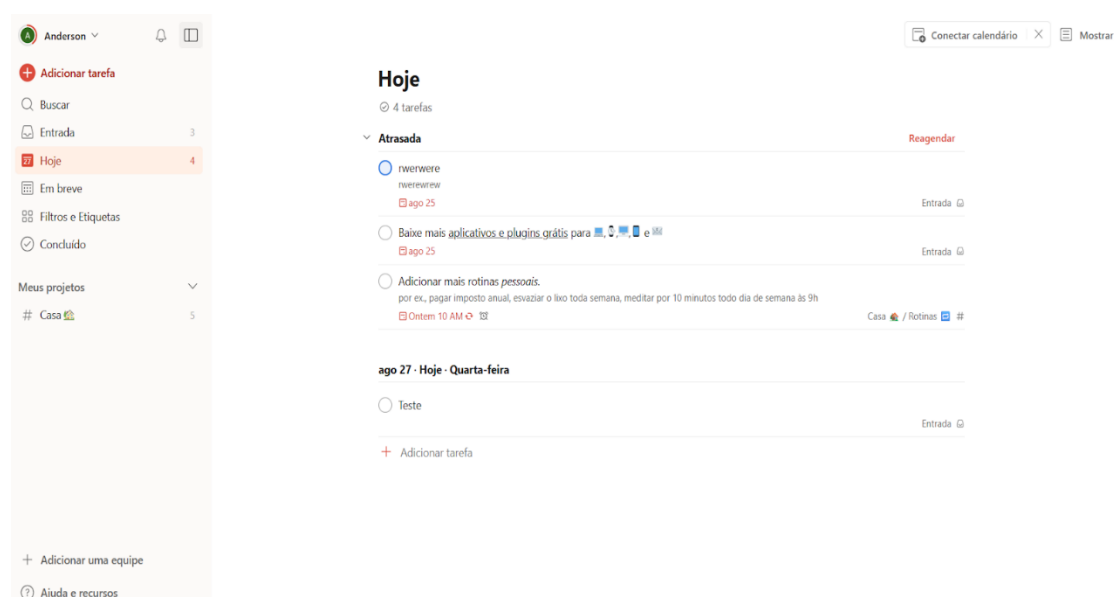 A Anderson
Conectar calendário
Mostrar
Adicionar tarefa
Buscar
Entrada 3
27 Hoje 4
Em breve
Filtros e Etiquetas
Concluído
Meus projetos
# Casa 🏡 5
Adicionar uma equipe
Ajuda e recursos
Hoje
4 tarefas
Atrasada Reagendar
rwerwere
rwerewrew
ago 25 Entrada
Baixe mais aplicativos e plugins grátis para 💻,⌚,🖥,📱 e 📧
ago 25 Entrada
Adicionar mais rotinas pessoais.
por ex., pagar imposto anual, esvaziar o lixo toda semana, meditar por 10 minutos todo dia de semana às 9h
Ontem 10 AM Casa 🏡 / Rotinas 🔁 #
ago 27 · Hoje · Quarta-feira
Teste
Entrada
+ Adicionar tarefa